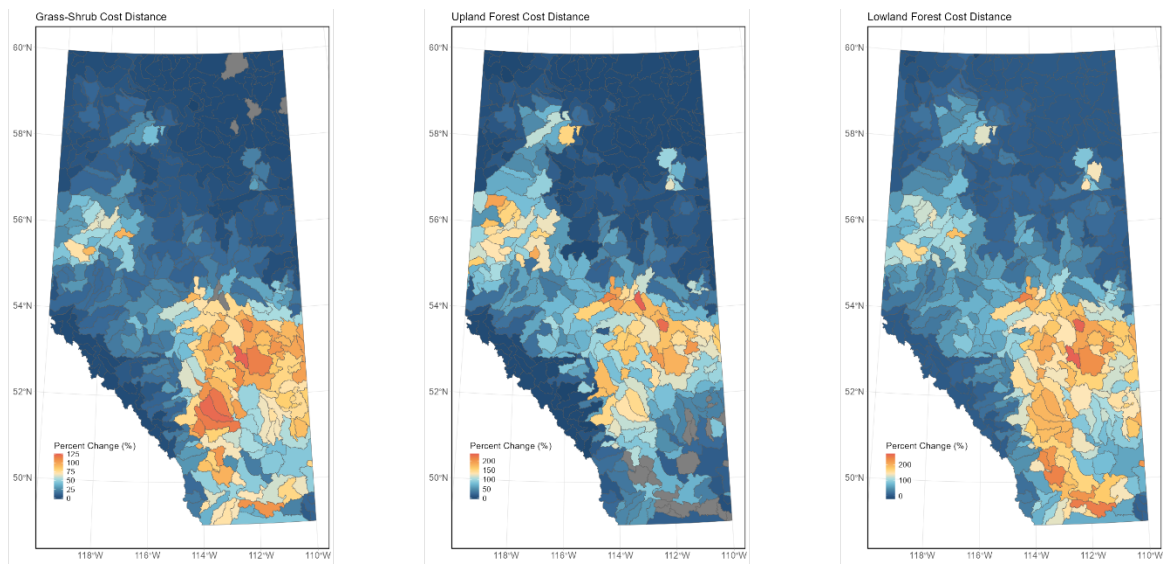 Grass-Shrub Cost Distance
60°N
58°N
56°N
54°N
52°N
50°N
Percent Change (%)
125
100
75
50
25
0
118°W
116°W
114°W
112°W
110°W
Upland Forest Cost Distance
60°N
58°N
56°N
54°N
52°N
50°N
Percent Change (%)
200
150
100
50
0
118°W
116°W
114°W
112°W
110°W
Lowland Forest Cost Distance
60°N
58°N
56°N
54°N
52°N
50°N
Percent Change (%)
200
100
0
118°W
116°W
114°W
112°W
110°W